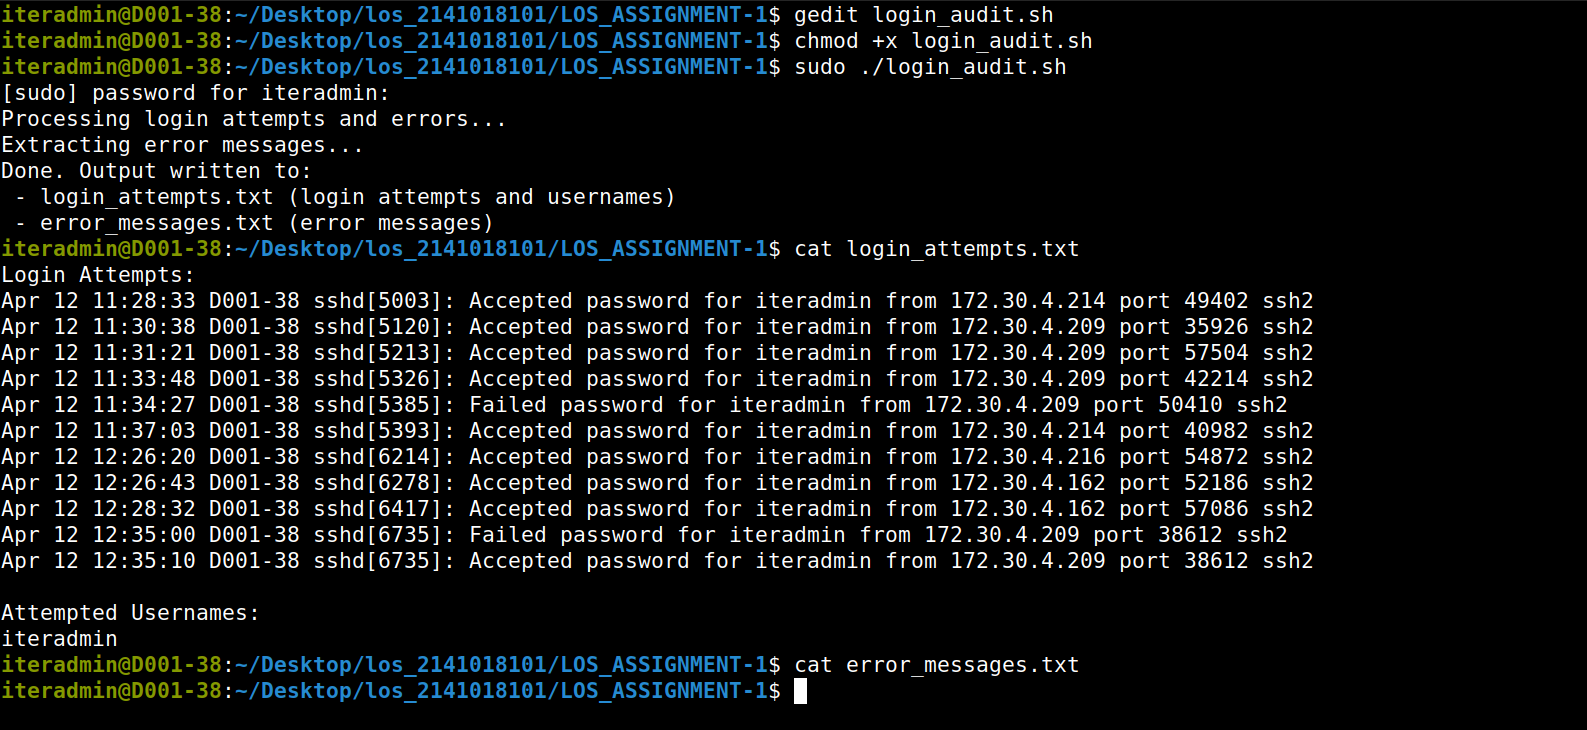 iteradmin@D001-38:~/Desktop/los_2141018101/LOS_ASSIGNMENT-1$ gedit login_audit.sh
iteradmin@D001-38:~/Desktop/los_2141018101/LOS_ASSIGNMENT-1$ chmod +x login_audit.sh
iteradmin@D001-38:~/Desktop/los_2141018101/LOS_ASSIGNMENT-1$ sudo ./login_audit.sh
[sudo] password for iteradmin:
Processing login attempts and errors...
Extracting error messages...
Done. Output written to:
 - login_attempts.txt (login attempts and usernames)
 - error_messages.txt (error messages)
iteradmin@D001-38:~/Desktop/los_2141018101/LOS_ASSIGNMENT-1$ cat login_attempts.txt
Login Attempts:
Apr 12 11:28:33 D001-38 sshd[5003]: Accepted password for iteradmin from 172.30.4.214 port 49402 ssh2
Apr 12 11:30:38 D001-38 sshd[5120]: Accepted password for iteradmin from 172.30.4.209 port 35926 ssh2
Apr 12 11:31:21 D001-38 sshd[5213]: Accepted password for iteradmin from 172.30.4.209 port 57504 ssh2
Apr 12 11:33:48 D001-38 sshd[5326]: Accepted password for iteradmin from 172.30.4.209 port 42214 ssh2
Apr 12 11:34:27 D001-38 sshd[5385]: Failed password for iteradmin from 172.30.4.209 port 50410 ssh2
Apr 12 11:37:03 D001-38 sshd[5393]: Accepted password for iteradmin from 172.30.4.214 port 40982 ssh2
Apr 12 12:26:20 D001-38 sshd[6214]: Accepted password for iteradmin from 172.30.4.216 port 54872 ssh2
Apr 12 12:26:43 D001-38 sshd[6278]: Accepted password for iteradmin from 172.30.4.162 port 52186 ssh2
Apr 12 12:28:32 D001-38 sshd[6417]: Accepted password for iteradmin from 172.30.4.162 port 57086 ssh2
Apr 12 12:35:00 D001-38 sshd[6735]: Failed password for iteradmin from 172.30.4.209 port 38612 ssh2
Apr 12 12:35:10 D001-38 sshd[6735]: Accepted password for iteradmin from 172.30.4.209 port 38612 ssh2

Attempted Usernames:
iteradmin
iteradmin@D001-38:~/Desktop/los_2141018101/LOS_ASSIGNMENT-1$ cat error_messages.txt
iteradmin@D001-38:~/Desktop/los_2141018101/LOS_ASSIGNMENT-1$